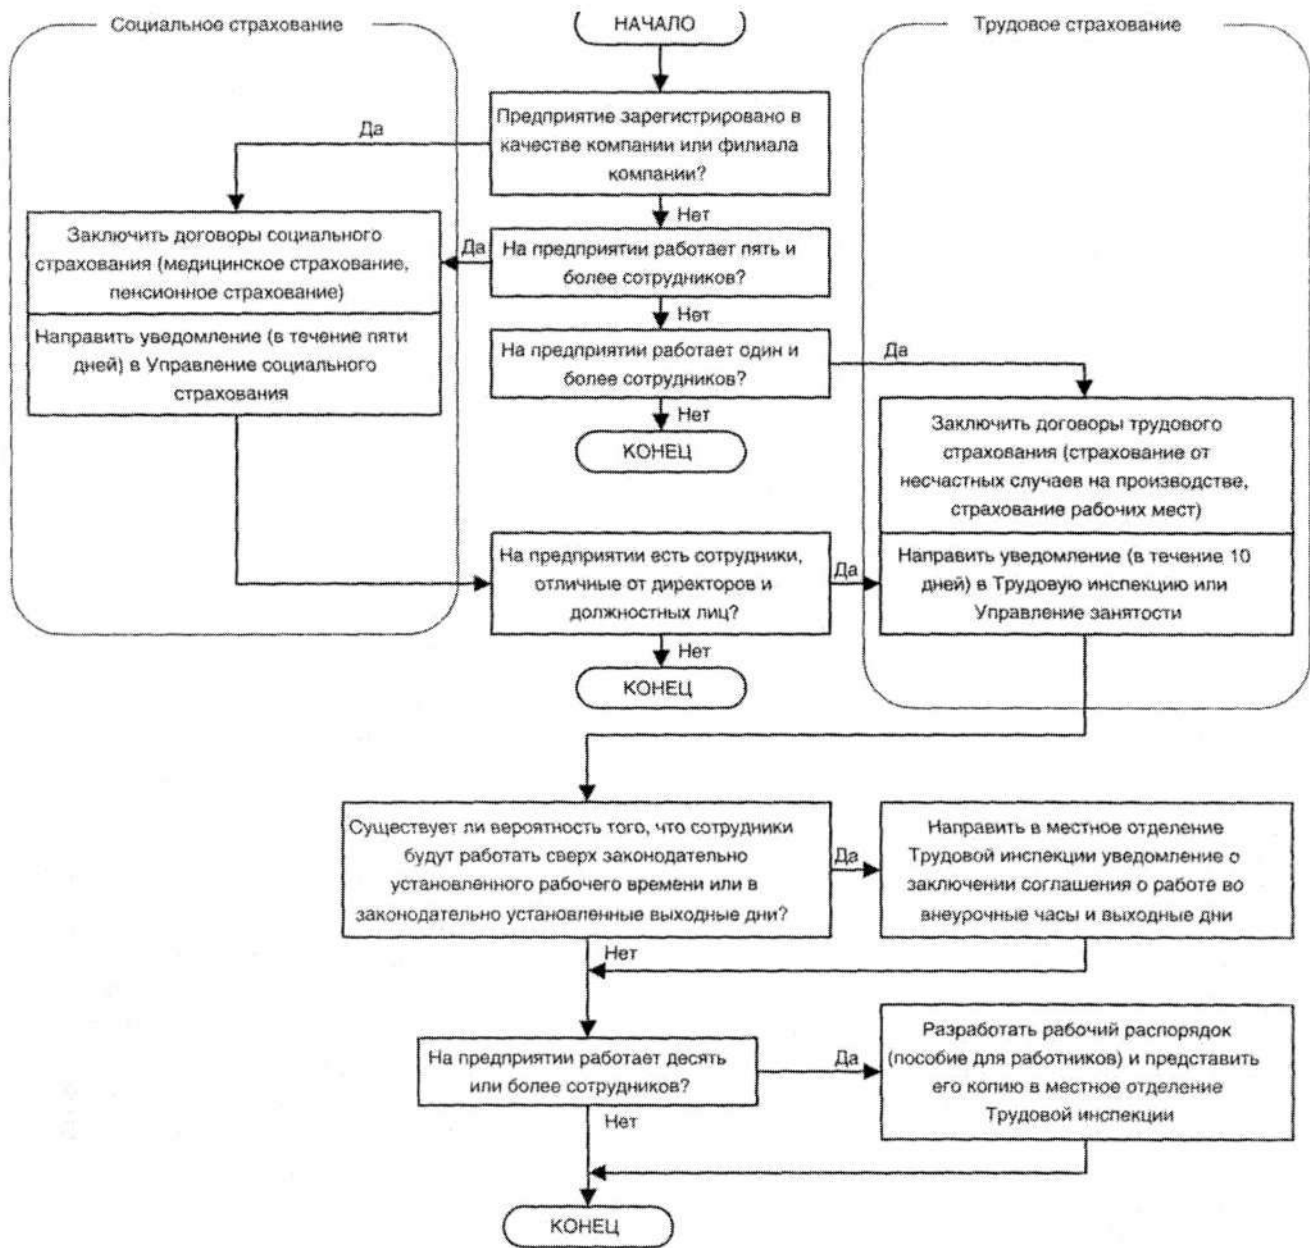 Социальное страхование
НАЧАЛО
Трудовое страхование
Предприятие зарегистрировано в
качестве компании или филиала
компании?
Да
Нет
Заключить договоры социального
страхования (медицинское страхование,
пенсионное страхование)
Да
На предприятии работает пять и
более сотрудников?
Нет
Направить уведомление (в течение пяти
дней) в Управление социального
страхования
На предприятии работает один и
более сотрудников?
Да
Нет
КОНЕЦ
Заключить договоры трудового
страхования (страхование от
несчастных случаев на производстве,
страхование рабочих мест)
На предприятии есть сотрудники,
отличные от директоров и
должностных лиц?
Да
Направить уведомление (в течение 10
дней) в Трудовую инспекцию или
Управление занятости
Нет
КОНЕЦ
Существует ли вероятность того, что сотрудники
будут работать сверх законодательно
установленного рабочего времени или в
законодательно установленные выходные дни?
Да
Направить в местное отделение
Трудовой инспекции уведомление о
заключении соглашения о работе во
внеурочные часы и выходные дни
Нет
На предприятии работает десять
или более сотрудников?
Да
Разработать рабочий распорядок
(пособие для работников) и представить
его копию в местное отделение
Трудовой инспекции
Нет
КОНЕЦ